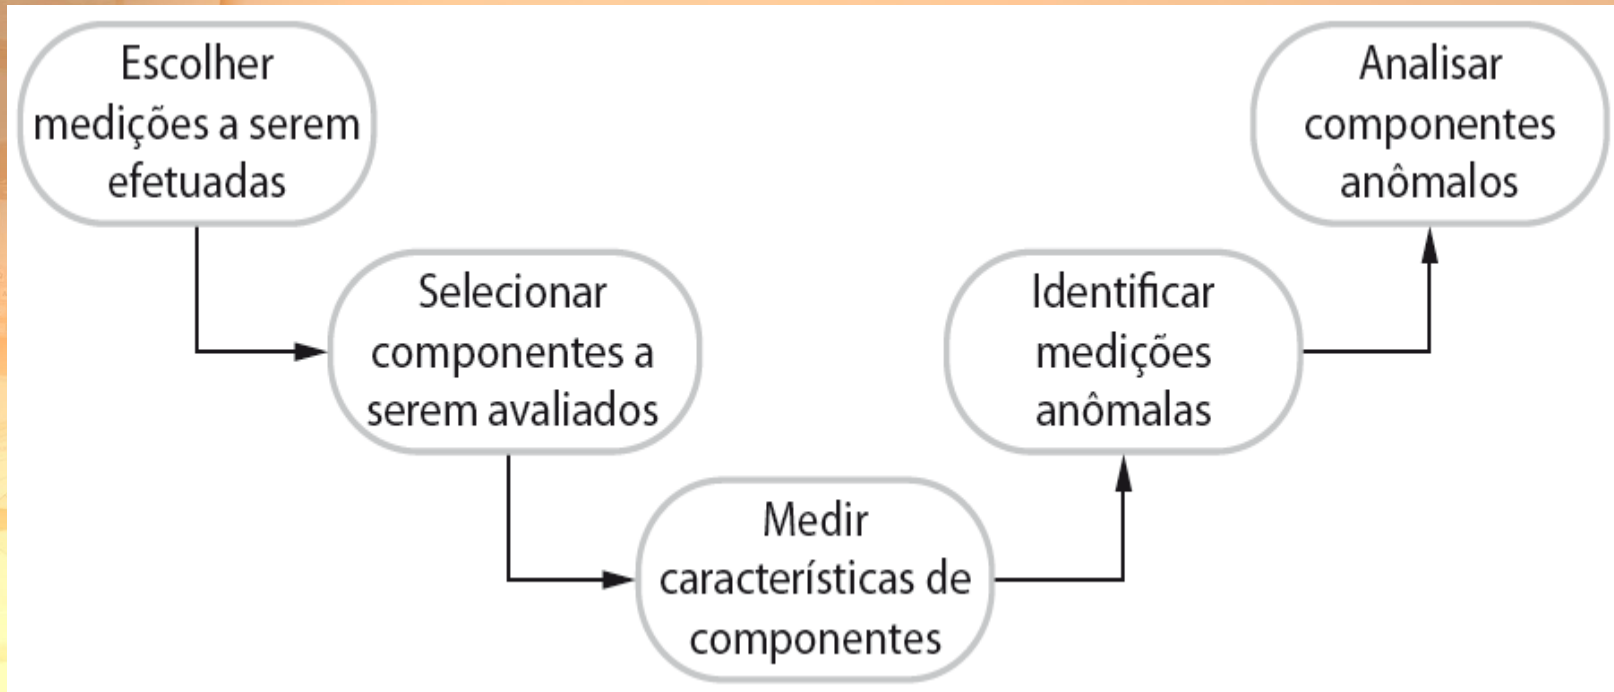 Escolher
medições a serem
efetuadas
Selecionar
componentes a
serem avaliados
Medir
características de
componentes
Identificar
medições
anômalas
Analisar
componentes
anômalos